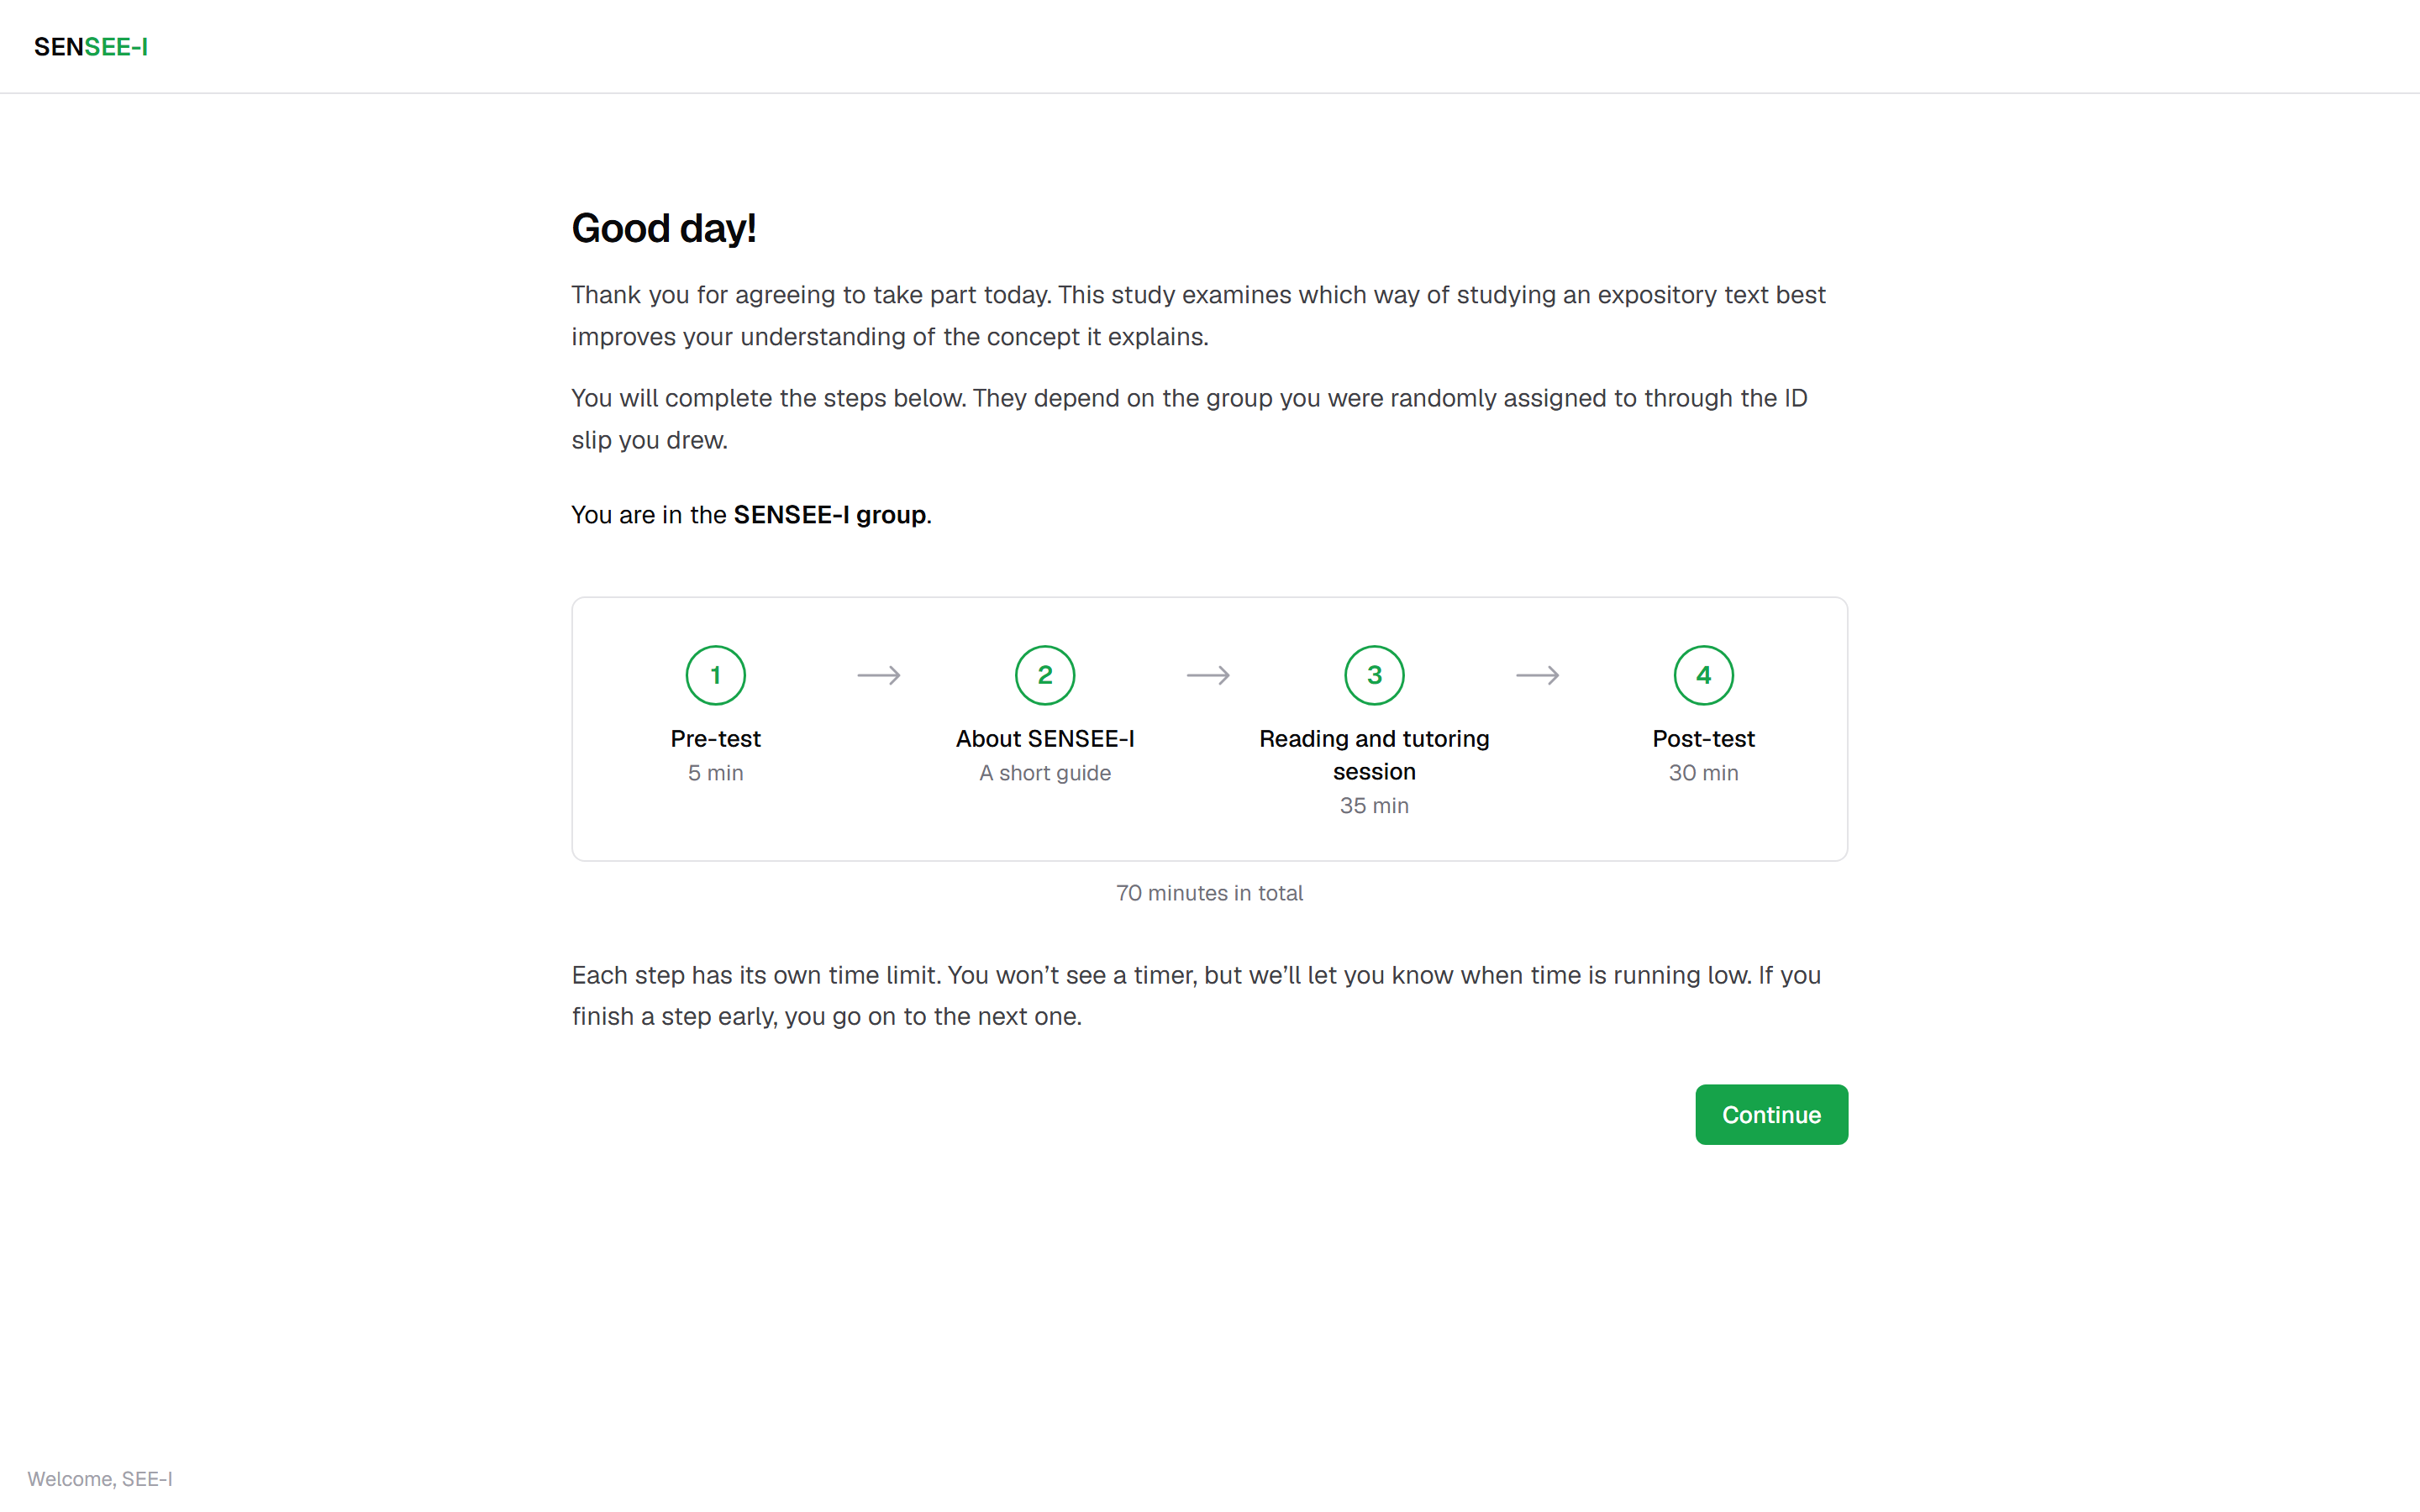 SENSEE-I
Good day!
Thank you for agreeing to take part today. This study examines which way of studying an expository text best
improves your understanding of the concept it explains.
You will complete the steps below. They depend on the group you were randomly assigned to through the ID
slip you drew.
You are in the SENSEE-I group.
1
Pre-test
5 min
2
About SENSEE-I
A short guide
3
Reading and tutoring
session
35 min
4
Post-test
30 min
70 minutes in total
Each step has its own time limit. You won’t see a timer, but we’ll let you know when time is running low. If you
finish a step early, you go on to the next one.
Continue
Welcome, SEE-I